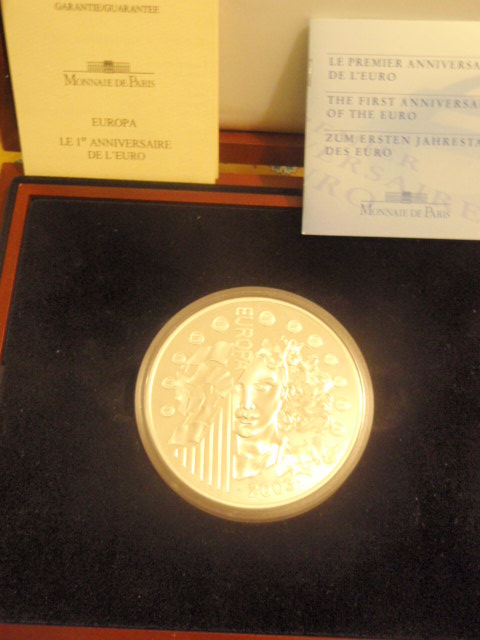 GARANTIE/GUARANTEE
MONNAIE DE PARIS
EUROPA
LE 1er ANNIVERSAIRE
DE L'EURO
LE PREMIER ANNIVERSA
DE L'EURO
THE FIRST ANNIVERSA
OF THE EURO
ZUM ERSTEN JAHRESTA
DES EURO
MONNAIE DE PARIS
EUROPA